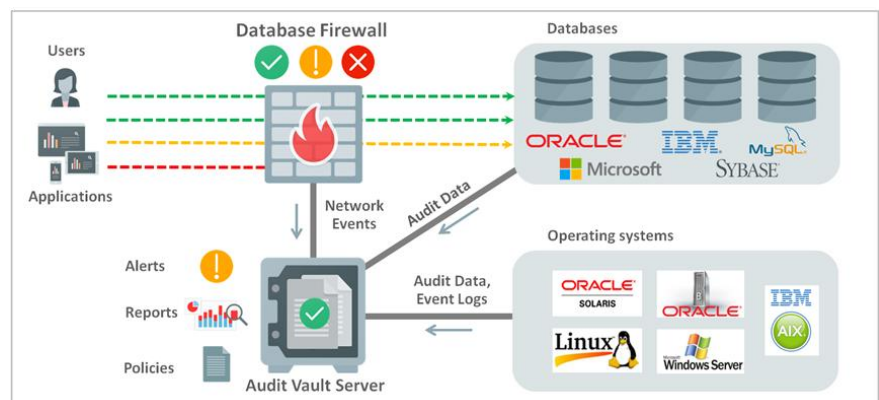 Database Firewall
Users
Applications
Databases
ORACLE®
IBM.
MySQL.
Microsoft
SYBASE
Network
Events
Audit Data
Operating systems
ORACLE
SOLARIS
ORACLE
IBM
AIX
Linux
Microsoft
Windows Server
Audit Data,
Event Logs
Alerts
Reports
Policies
Audit Vault Server